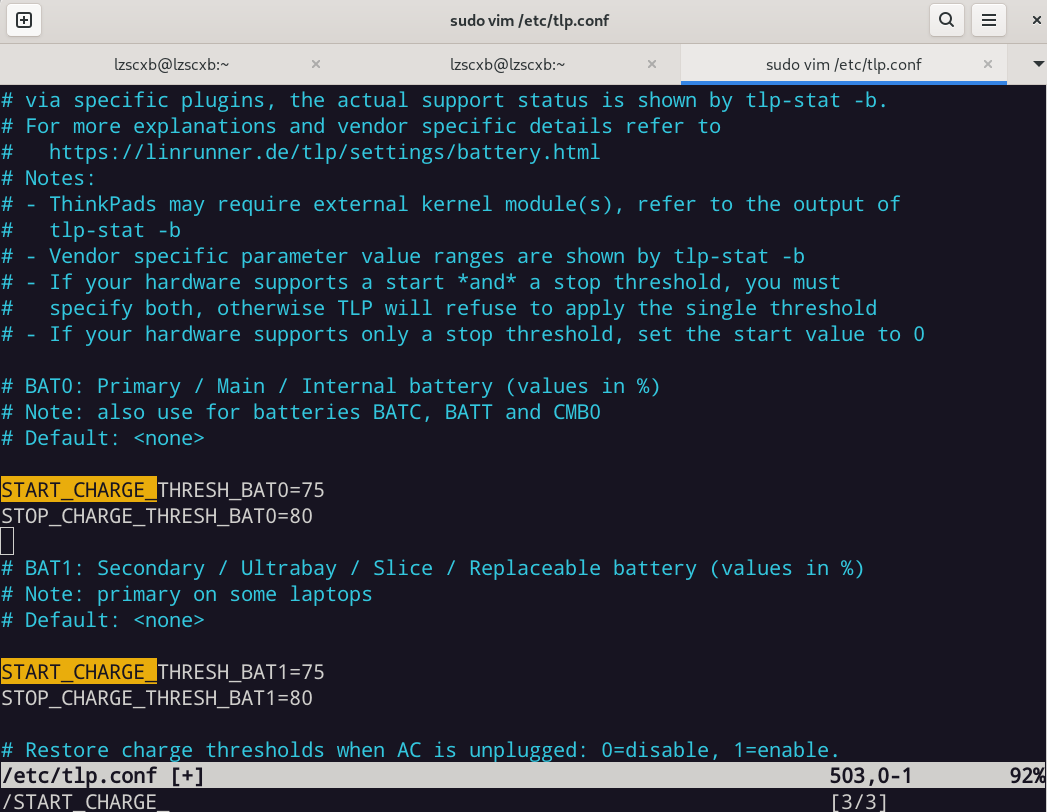 sudo vim /etc/tlp.conf
lzscxb@lzscxb:~ lzscxb@lzscxb:~ sudo vim /etc/tlp.conf
# via specific plugins, the actual support status is shown by tlp-stat -b.
# For more explanations and vendor specific details refer to
#   https://linrunner.de/tlp/settings/battery.html
# Notes:
# - ThinkPads may require external kernel module(s), refer to the output of
#   tlp-stat -b
# - Vendor specific parameter value ranges are shown by tlp-stat -b
# - If your hardware supports a start *and* a stop threshold, you must
#   specify both, otherwise TLP will refuse to apply the single threshold
# - If your hardware supports only a stop threshold, set the start value to 0
# BAT0: Primary / Main / Internal battery (values in %)
# Note: also use for batteries BATC, BATT and CMB0
# Default: <none>
START_CHARGE_THRESH_BAT0=75
STOP_CHARGE_THRESH_BAT0=80
# BAT1: Secondary / Ultrabay / Slice / Replaceable battery (values in %)
# Note: primary on some laptops
# Default: <none>
START_CHARGE_THRESH_BAT1=75
STOP_CHARGE_THRESH_BAT1=80
# Restore charge thresholds when AC is unplugged: 0=disable, 1=enable.
/etc/tlp.conf [+] 503,0-1 92%
/START_CHARGE_ [3/3]